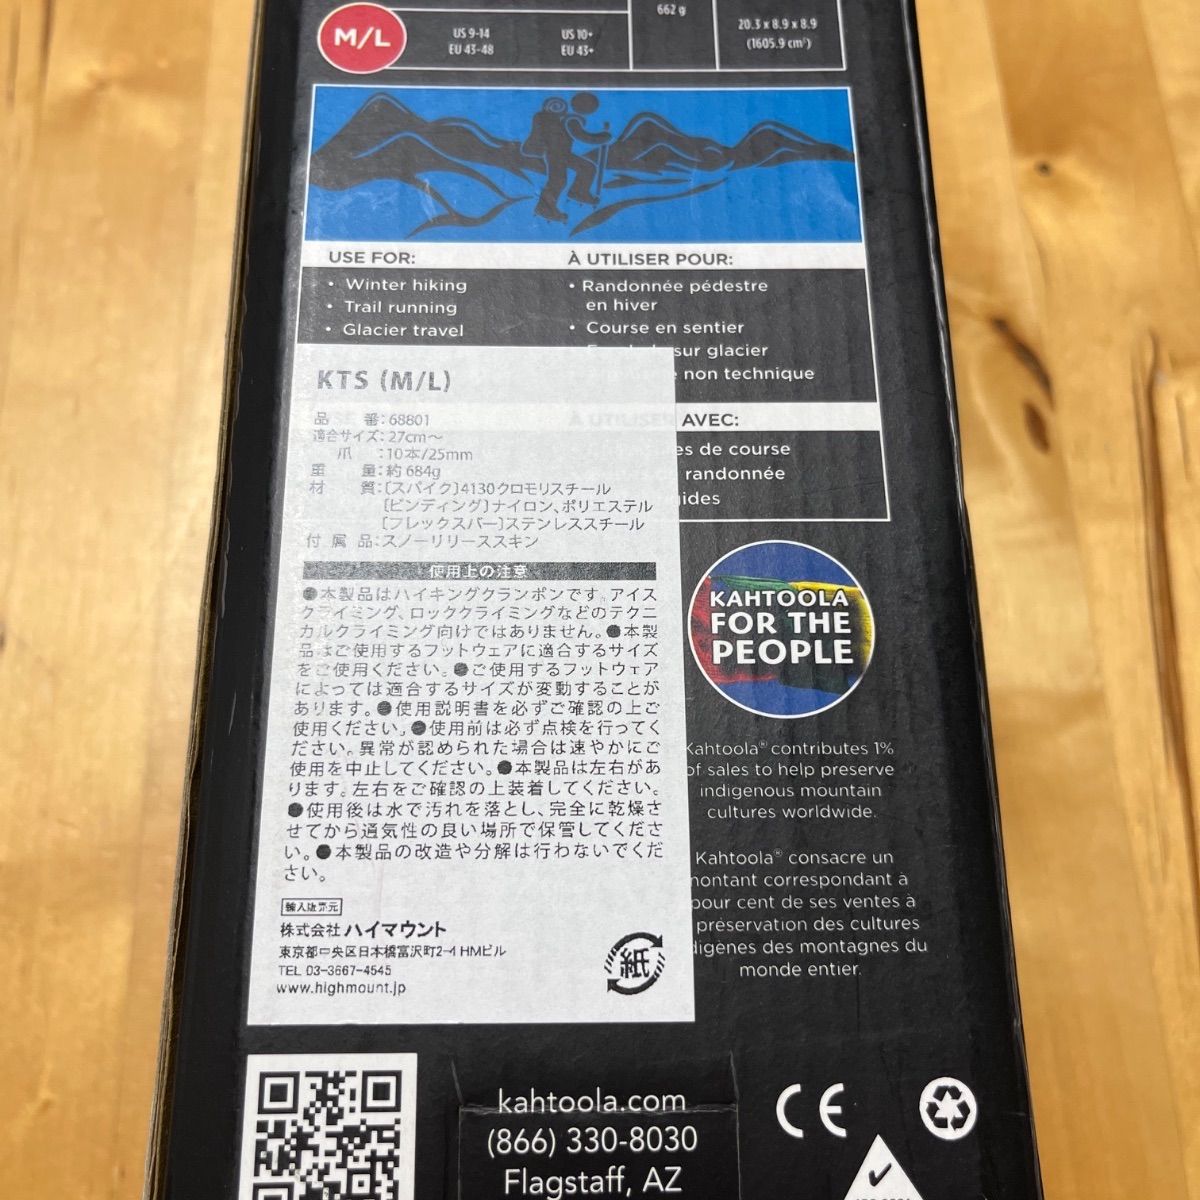 M/L
US 9-14
EU 43-48
US 10+
EU 43+
662 g
20.3 x 8.9 x 8.9
(1605.9 cm³)
USE FOR:
• Winter hiking
• Trail running
• Glacier travel
À UTILISER POUR:
• Randonnée pédestre
en hiver
• Course en sentier
sur glacier
non technique
À UTILISER AVEC:
es de course
randonnée
ides
KTS (M/L)
品 番:68801
適合サイズ:27cm〜
爪 :10本/25mm
重 量:約 684g
材 質:〔スパイク〕4130クロモリスチール
〔ビンディング〕ナイロン、ポリエステル
〔フレックスバー〕ステンレススチール
付 属 品:スノーリリーススキン
使用上の注意
●本製品はハイキングクランポンです。アイス
クライミング、ロッククライミングなどのテクニ
カルクライミング向けではありません。●本製
品はご使用するフットウェアに適合するサイズ
をご使用ください。●ご使用するフットウェア
によっては適合するサイズが変動することが
あります。●使用説明書を必ずご確認の上ご
使用ください。●使用前は必ず点検を行ってく
ださい。異常が認められた場合は速やかにご
使用を中止してください。●本製品は左右があ
ります。左右をご確認の上装着してください。
●使用後は水で汚れを落とし、完全に乾燥さ
せてから通気性の良い場所で保管してくださ
い。●本製品の改造や分解は行わないでくだ
さい。
輸入販売元
株式会社 ハイマウント
東京都中央区日本橋富沢町2-4 HMビル
TEL 03-3667-4545
www.highmount.jp
紙
KAHTOOLA
FOR THE
PEOPLE
Kahtoola® contributes 1%
of sales to help preserve
indigenous mountain
cultures worldwide.
Kahtoola® consacre un
montant correspondant à
pour cent de ses ventes à
préservation des cultures
digènes des montagnes du
monde entier.
kahtoola.com
(866) 330-8030
Flagstaff, AZ
CE